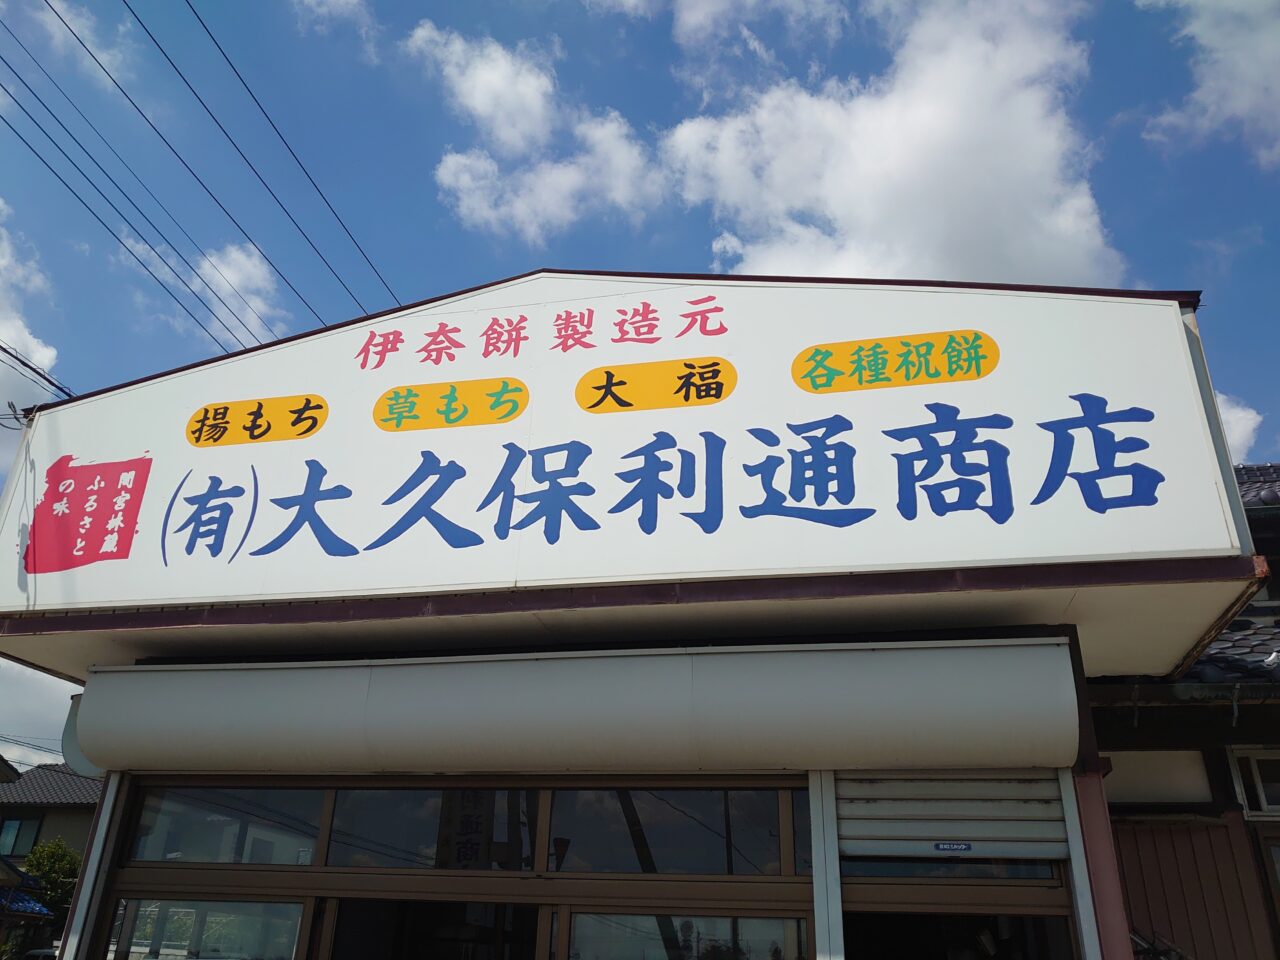 伊奈餅製造元
揚もち 草もち 大福 各種祝餅
間宮林蔵
ふるさと
の味
(有)大久保利通商店